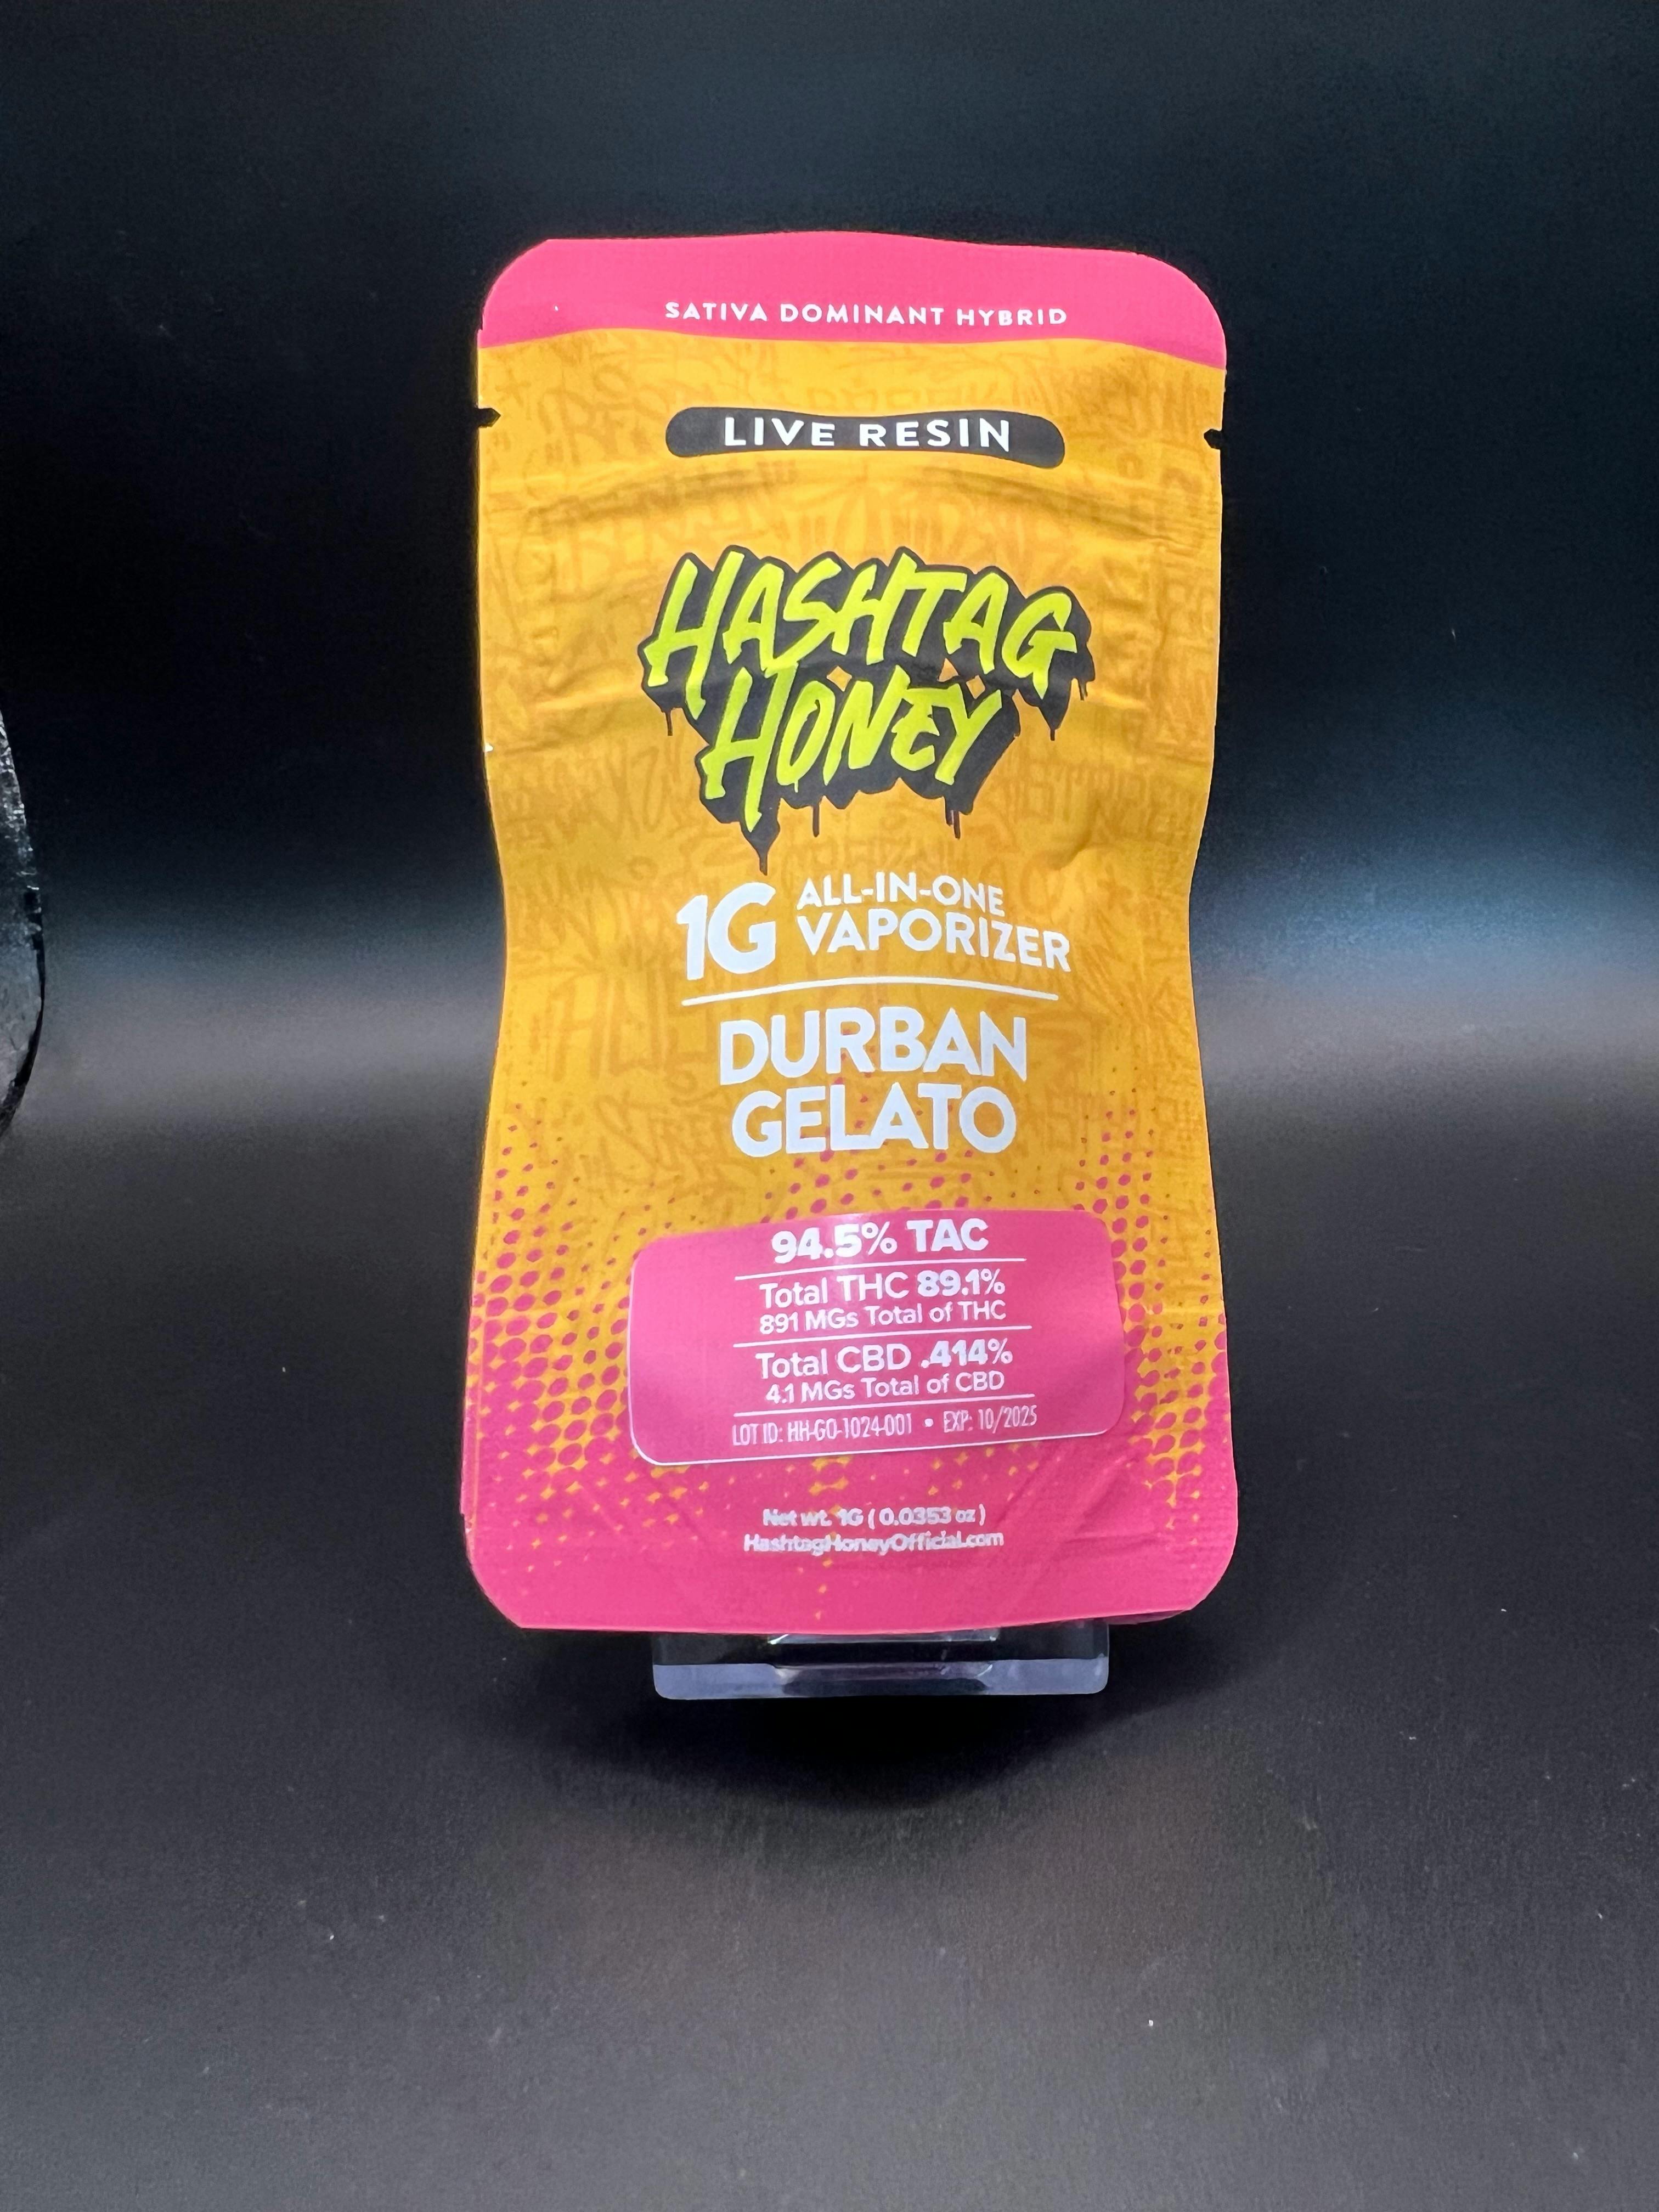 SATIVA DOMINANT HYBRID
LIVE RESIN
HASHTAG
HONEY
1G ALL-IN-ONE
VAPORIZER
DURBAN
GELATO
94.5% TAC
Total THC 89.1%
891 MGs Total of THC
Total CBD .414%
4.1 MGs Total of CBD
LOT ID: HH-GO-1024-001 • EXP: 10/2025
Net wt. 1G ( 0.0353 oz )
HashtagHoneyOfficial.com